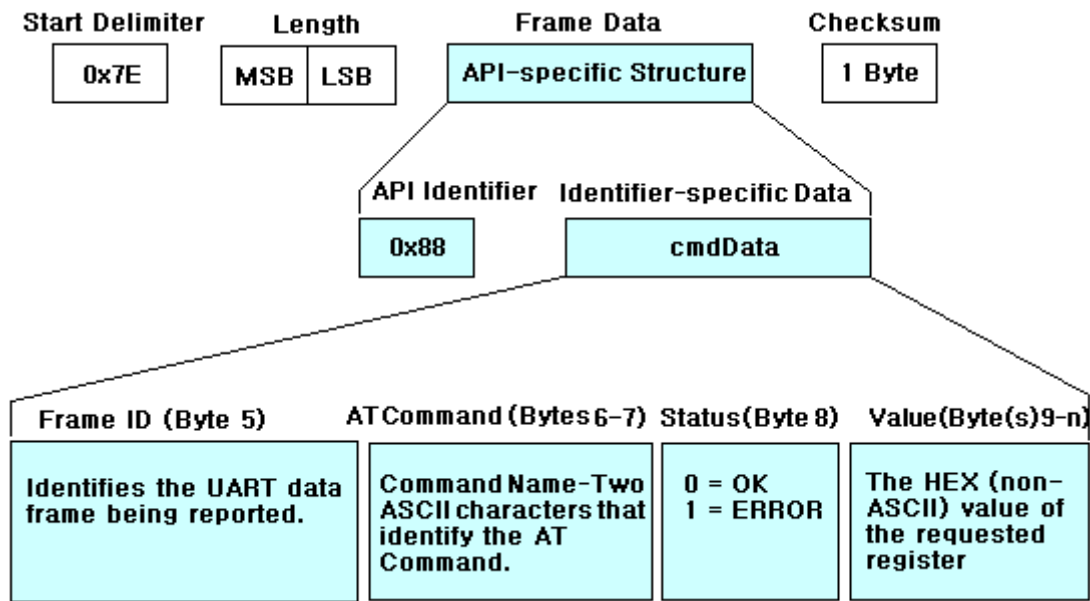 Start Delimiter Length Frame Data Checksum
0x7E MSB LSB API-specific Structure 1 Byte
API Identifier Identifier-specific Data
0x88 cmdData
Frame ID (Byte 5) AT Command (Bytes 6-7) Status(Byte 8) Value(Byte(s)9-n)
Identifies the UART data
frame being reported.
Command Name-Two
ASCII characters that
identify the AT
Command.
0 = OK
1 = ERROR
The HEX (non-
ASCII) value of
the requested
register